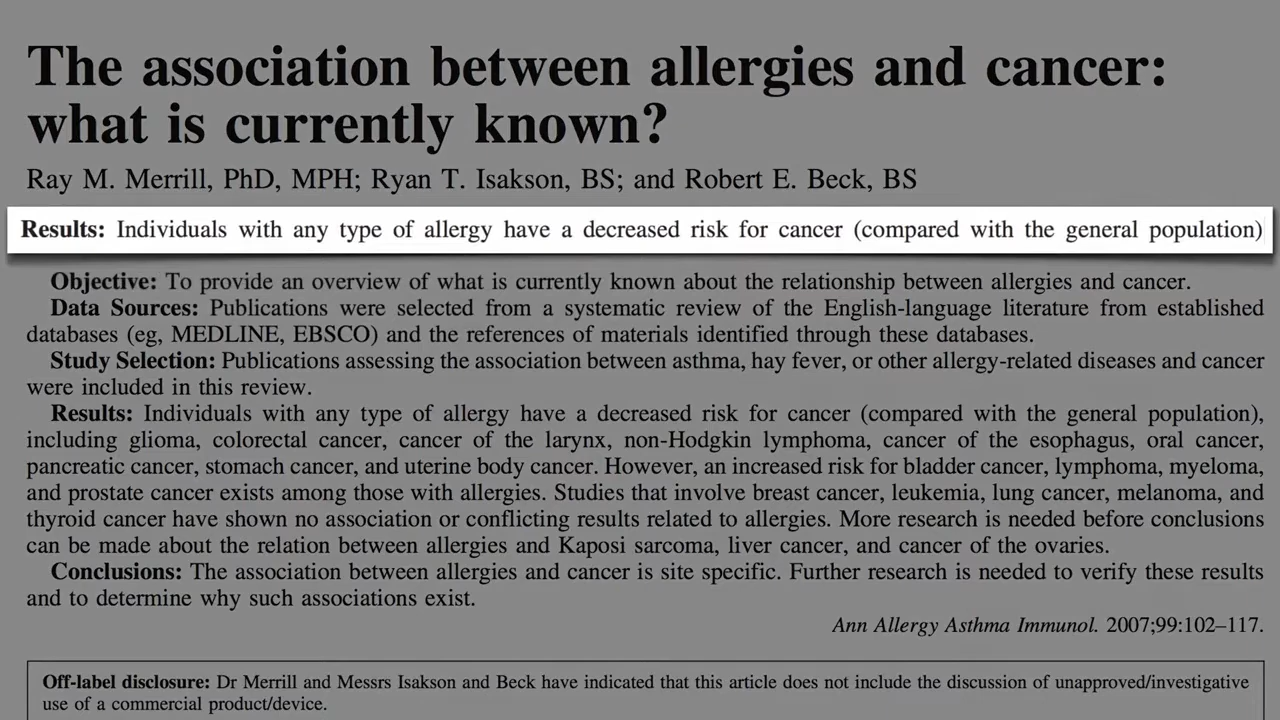 The association between allergies and cancer:
what is currently known?
Ray M. Merrill, PhD, MPH; Ryan T. Isakson, BS; and Robert E. Beck, BS
Results: Individuals with any type of allergy have a decreased risk for cancer (compared with the general population)
Objective: To provide an overview of what is currently known about the relationship between allergies and cancer.
Data Sources: Publications were selected from a systematic review of the English-language literature from established
databases (eg, MEDLINE, EBSCO) and the references of materials identified through these databases.
Study Selection: Publications assessing the association between asthma, hay fever, or other allergy-related diseases and cancer
were included in this review.
Results: Individuals with any type of allergy have a decreased risk for cancer (compared with the general population),
including glioma, colorectal cancer, cancer of the larynx, non-Hodgkin lymphoma, cancer of the esophagus, oral cancer,
pancreatic cancer, stomach cancer, and uterine body cancer. However, an increased risk for bladder cancer, lymphoma, myeloma,
and prostate cancer exists among those with allergies. Studies that involve breast cancer, leukemia, lung cancer, melanoma, and
thyroid cancer have shown no association or conflicting results related to allergies. More research is needed before conclusions
can be made about the relation between allergies and Kaposi sarcoma, liver cancer, and cancer of the ovaries.
Conclusions: The association between allergies and cancer is site specific. Further research is needed to verify these results
and to determine why such associations exist.
Ann Allergy Asthma Immunol. 2007;99:102–117.
Off-label disclosure: Dr Merrill and Messrs Isakson and Beck have indicated that this article does not include the discussion of unapproved/investigative
use of a commercial product/device.